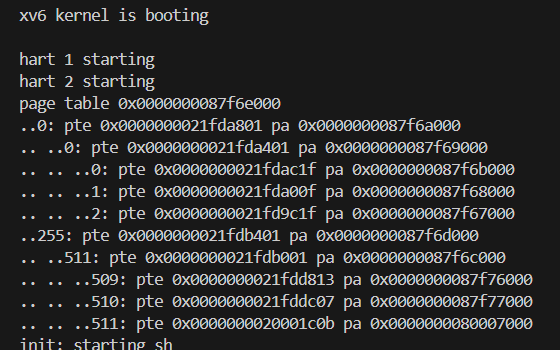 xv6 kernel is booting
hart 1 starting
hart 2 starting
page table 0x0000000087f6e000
..0: pte 0x0000000021fda801 pa 0x0000000087f6a000
.. ..0: pte 0x0000000021fda401 pa 0x0000000087f69000
.. .. ..0: pte 0x0000000021fdac1f pa 0x0000000087f6b000
.. .. ..1: pte 0x0000000021fda00f pa 0x0000000087f68000
.. .. ..2: pte 0x0000000021fd9c1f pa 0x0000000087f67000
..255: pte 0x0000000021fdb401 pa 0x0000000087f6d000
.. ..511: pte 0x0000000021fdb001 pa 0x0000000087f6c000
.. .. ..509: pte 0x0000000021fdd813 pa 0x0000000087f76000
.. .. ..510: pte 0x0000000021fddc07 pa 0x0000000087f77000
.. .. ..511: pte 0x0000000020001c0b pa 0x0000000080007000
init: starting sh